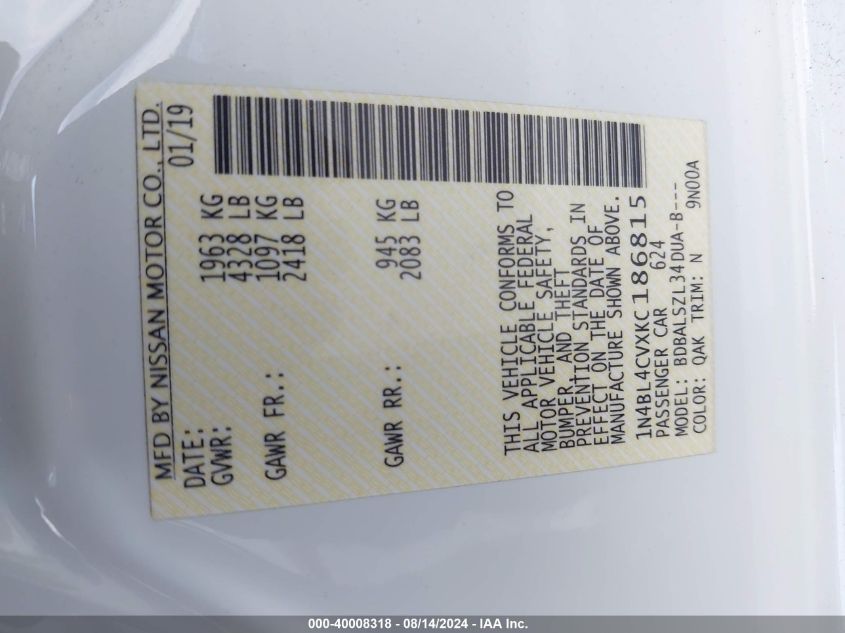 MFD BY NISSAN MOTOR CO., LTD.
DATE: 01/19
GVWR: 1963 KG
4328 LB
GAWR FR.: 1097 KG
2418 LB
GAWR RR.: 945 KG
2083 LB
THIS VEHICLE CONFORMS TO
ALL APPLICABLE FEDERAL
MOTOR VEHICLE SAFETY,
BUMPER, AND THEFT
PREVENTION STANDARDS IN
EFFECT ON THE DATE OF
MANUFACTURE SHOWN ABOVE.
1N4BL4CVXKC186815
PASSENGER CAR 624
MODEL: BDBALSZL34DUA-B---
COLOR: QAK TRIM: N 9N00A
000-40008318 - 08/14/2024 - IAA Inc.